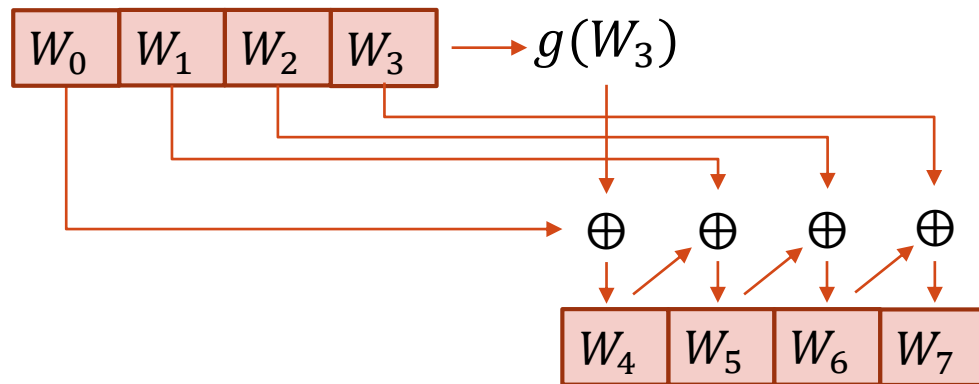 W₀ W₁ W₂ W₃ g(W₃)
⊕ ⊕ ⊕ ⊕
W₄ W₅ W₆ W₇